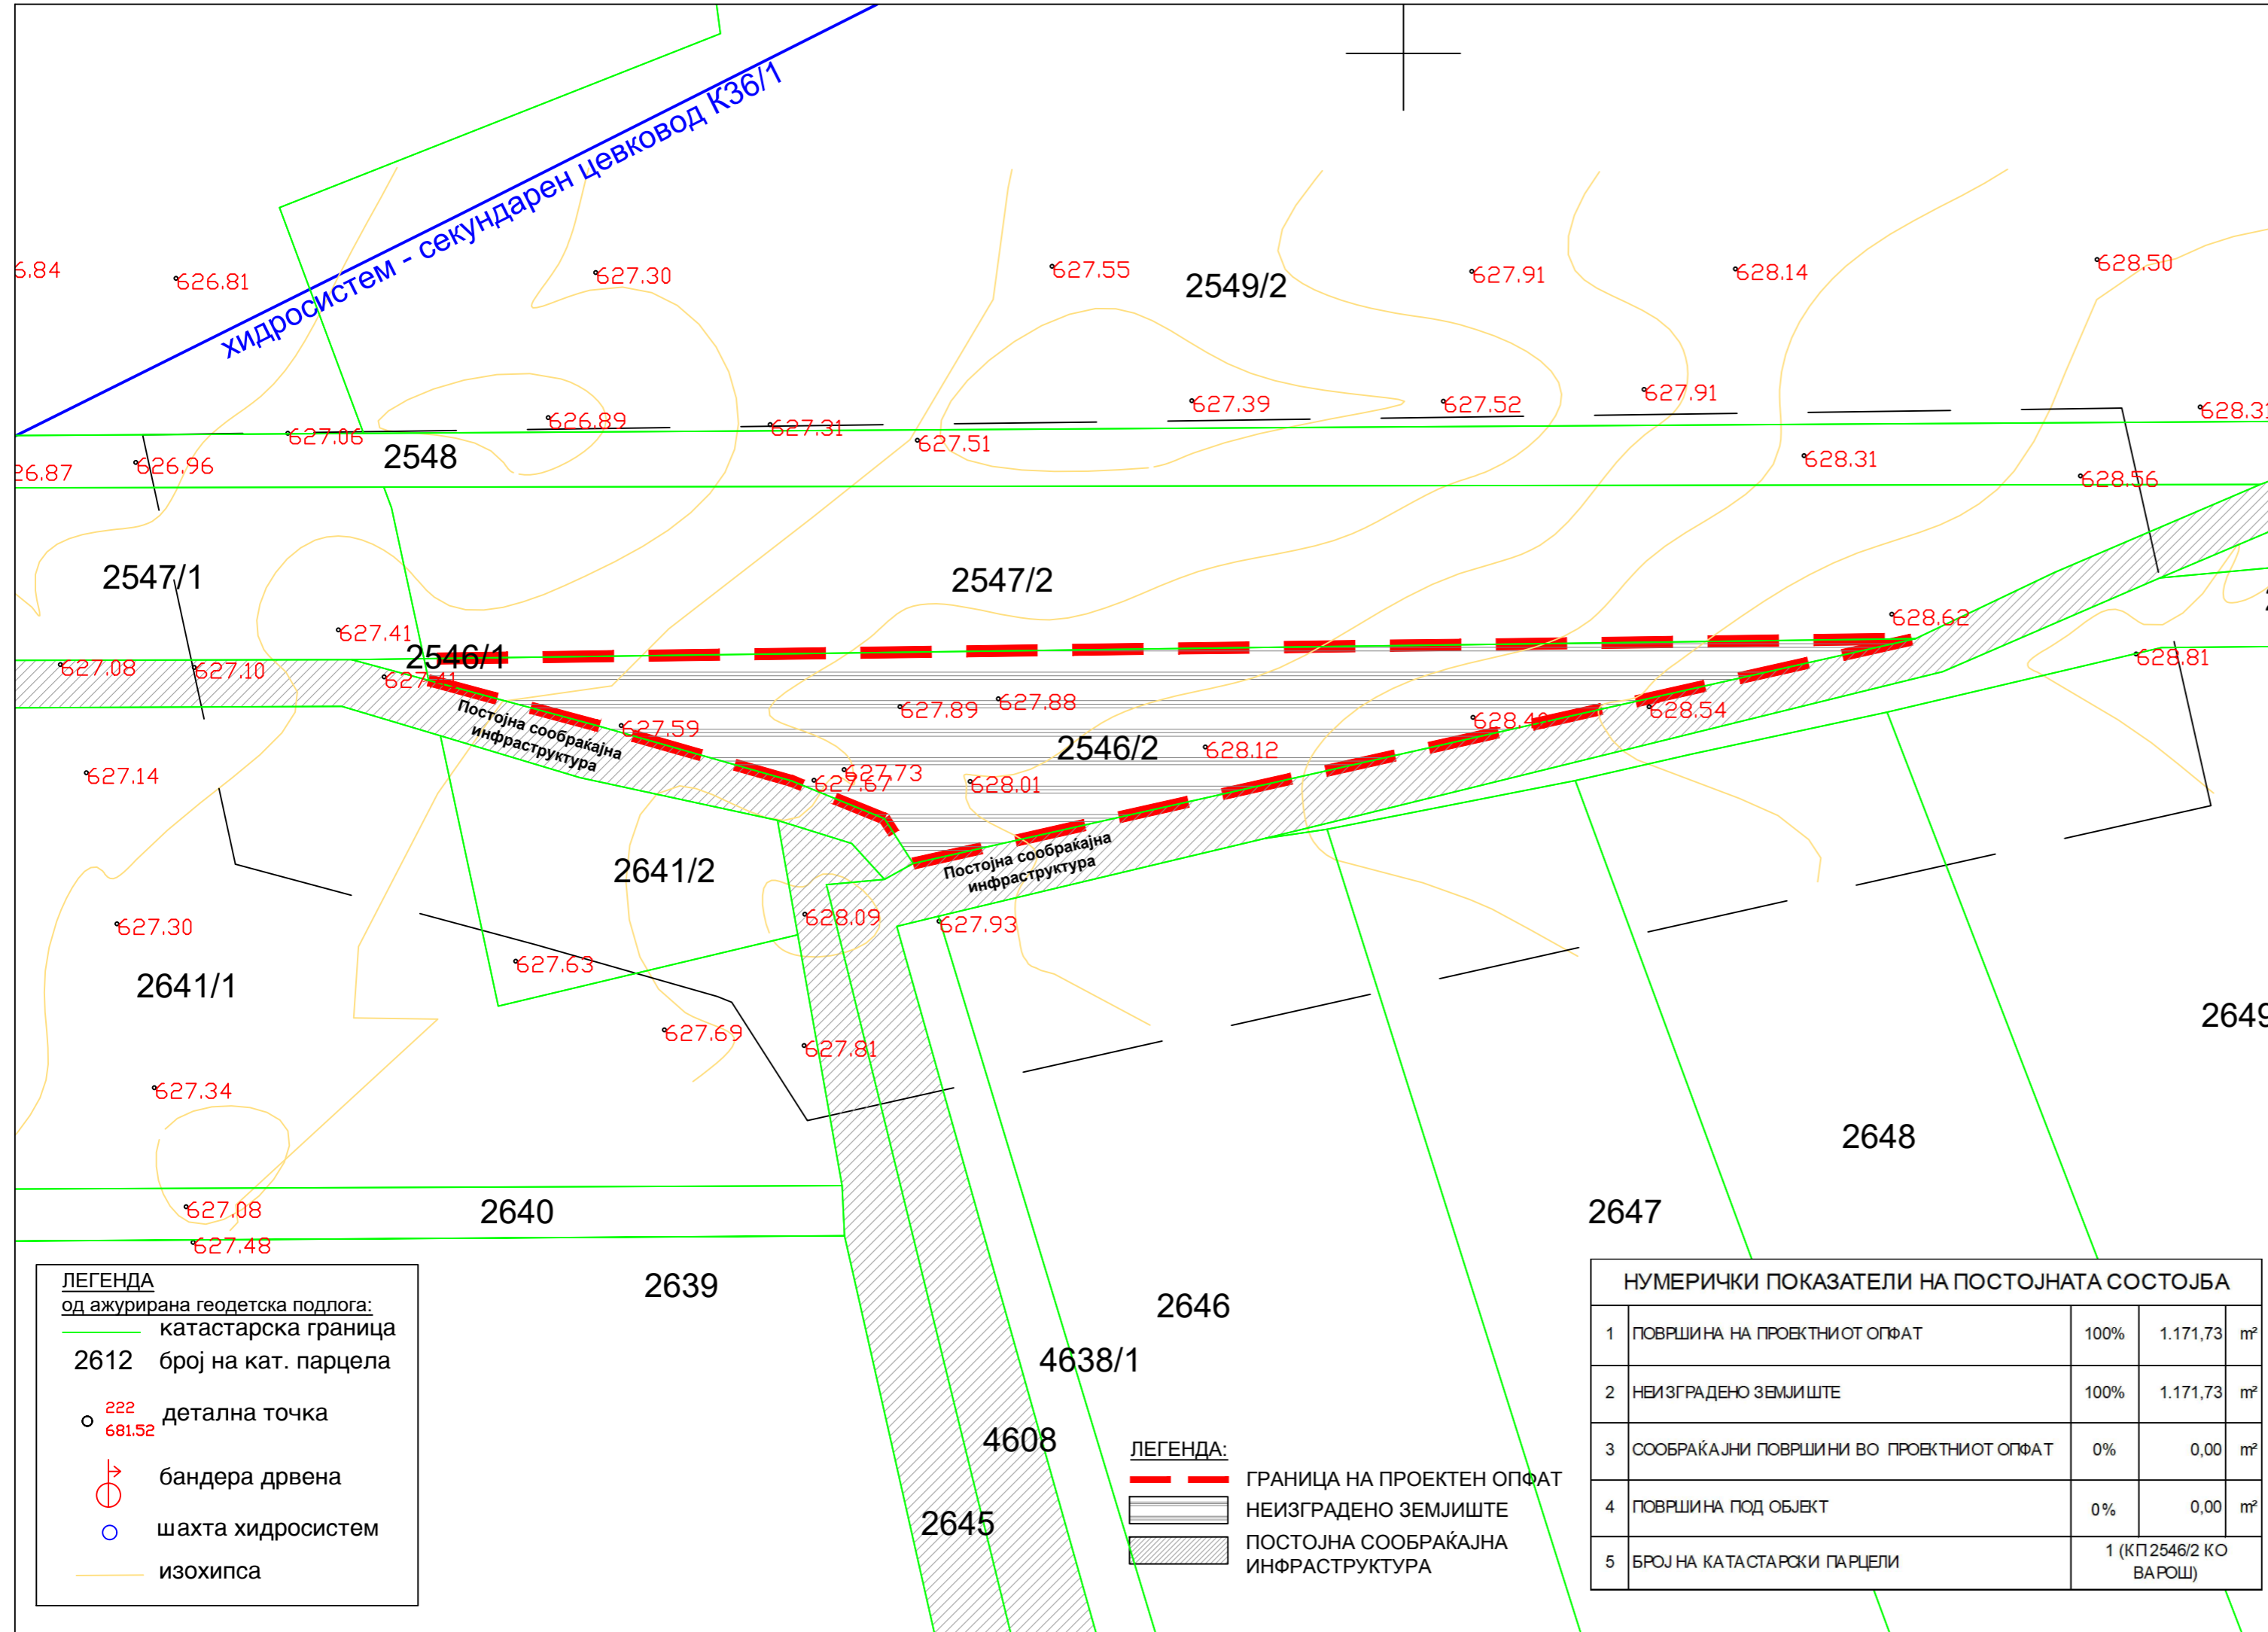 хидросистем - секундарен цевковод К36/1
6.84
626.81
627.30
627.55
2549/2
627.91
628.14
628.50
627.06
626.89
627.31
627.51
627.39
627.52
627.91
628.31
628.31
26.87
626.96
2548
628.56
2547/1
2547/2
627.41
628.62
2546/1
627.08
627.10
627.41
628.81
Постојна сообраќајна
инфраструктура
627.59
627.89
627.88
628.54
2546/2
628.12
627.14
627.67
627.73
628.01
2641/2
Постојна сообраќајна
инфраструктура
628.09
627.93
627.30
627.63
2641/1
627.69
627.81
2649
627.34
2648
627.08
2640
2647
627.48
2639
2646
4638/1
4608
2645
ЛЕГЕНДА
од ажурирана геодетска подлога:
катастарска граница
2612 број на кат. парцела
222
681.52 детална точка
бандера дрвена
шахта хидросистем
изохипса
ЛЕГЕНДА:
ГРАНИЦА НА ПРОЕКТЕН ОПФАТ
НЕИЗГРАДЕНО ЗЕМЈИШТЕ
ПОСТОЈНА СООБРАЌАЈНА
ИНФРАСТРУКТУРА
НУМЕРИЧКИ ПОКАЗАТЕЛИ НА ПОСТОЈНАТА СОСТОЈБА
1 ПОВРШИНА НА ПРОЕКТНИОТ ОПФАТ 100% 1.171,73 m²
2 НЕИЗГРАДЕНО ЗЕМЈИШТЕ 100% 1.171,73 m²
3 СООБРАЌАЈНИ ПОВРШИНИ ВО ПРОЕКТНИОТ ОПФАТ 0% 0,00 m²
4 ПОВРШИНА ПОД ОБЈЕКТ 0% 0,00 m²
5 БРОЈ НА КАТАСТАРСКИ ПАРЦЕЛИ 1 (КП 2546/2 КО
ВАРОШ)